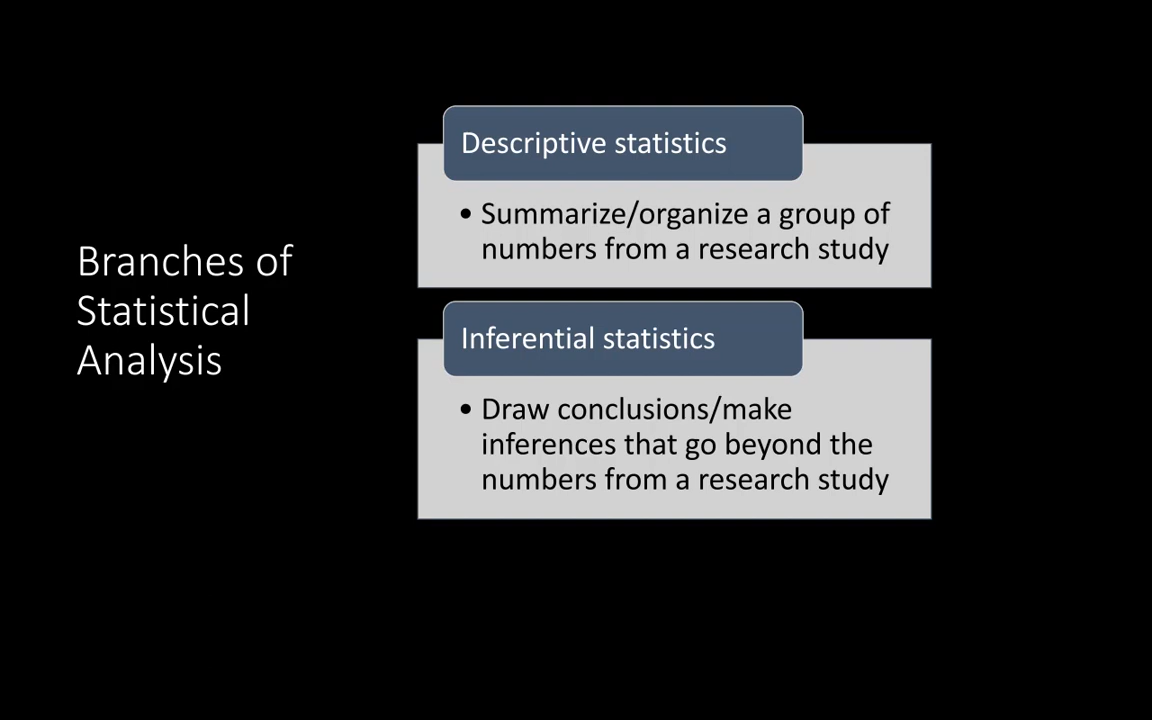 Branches of
Statistical
Analysis
Descriptive statistics
• Summarize/organize a group of
numbers from a research study
Inferential statistics
• Draw conclusions/make
inferences that go beyond the
numbers from a research study